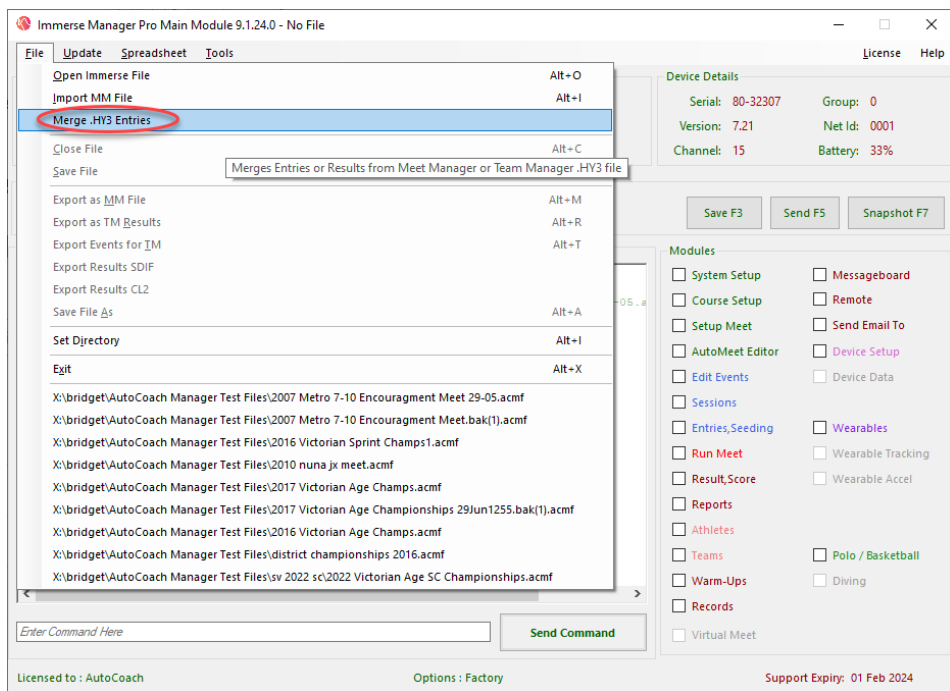 Immerse Manager Pro Main Module 9.1.24.0 - No File
File Update Spreadsheet Tools License Help
Open Immerse File Alt+O
Import MM File Alt+I
Merge .HY3 Entries
Close File Alt+C
Merges Entries or Results from Meet Manager or Team Manager .HY3 file
Save File
Export as MM File Alt+M
Export as TM Results Alt+R
Export Events for TM Alt+T
Export Results SDIF
Export Results CL2
Save File As Alt+A
Set Directory Alt+I
Exit Alt+X
X:\bridget\AutoCoach Manager Test Files\2007 Metro 7-10 Encouragment Meet 29-05.acmf
X:\bridget\AutoCoach Manager Test Files\2007 Metro 7-10 Encouragment Meet.bak(1).acmf
X:\bridget\AutoCoach Manager Test Files\2016 Victorian Sprint Champs1.acmf
X:\bridget\AutoCoach Manager Test Files\2010 nuna jx meet.acmf
X:\bridget\AutoCoach Manager Test Files\2017 Victorian Age Champs.acmf
X:\bridget\AutoCoach Manager Test Files\2017 Victorian Age Championships 29Jun1255.bak(1).acmf
X:\bridget\AutoCoach Manager Test Files\2016 Victorian Age Champs.acmf
X:\bridget\AutoCoach Manager Test Files\district championships 2016.acmf
X:\bridget\AutoCoach Manager Test Files\sv 2022 sc\2022 Victorian Age SC Championships.acmf
Device Details
Serial: 80-32307 Group: 0
Version: 7.21 Net Id: 0001
Channel: 15 Battery: 33%
Save F3 Send F5 Snapshot F7
-05.a
Modules
System Setup Messageboard
Course Setup Remote
Setup Meet Send Email To
AutoMeet Editor Device Setup
Edit Events Device Data
Sessions
Entries,Seeding Wearables
Run Meet Wearable Tracking
Result,Score Wearable Accel
Reports
Athletes
Teams Polo / Basketball
Warm-Ups Diving
Records
Virtual Meet
Enter Command Here Send Command
Licensed to : AutoCoach Options : Factory Support Expiry: 01 Feb 2024